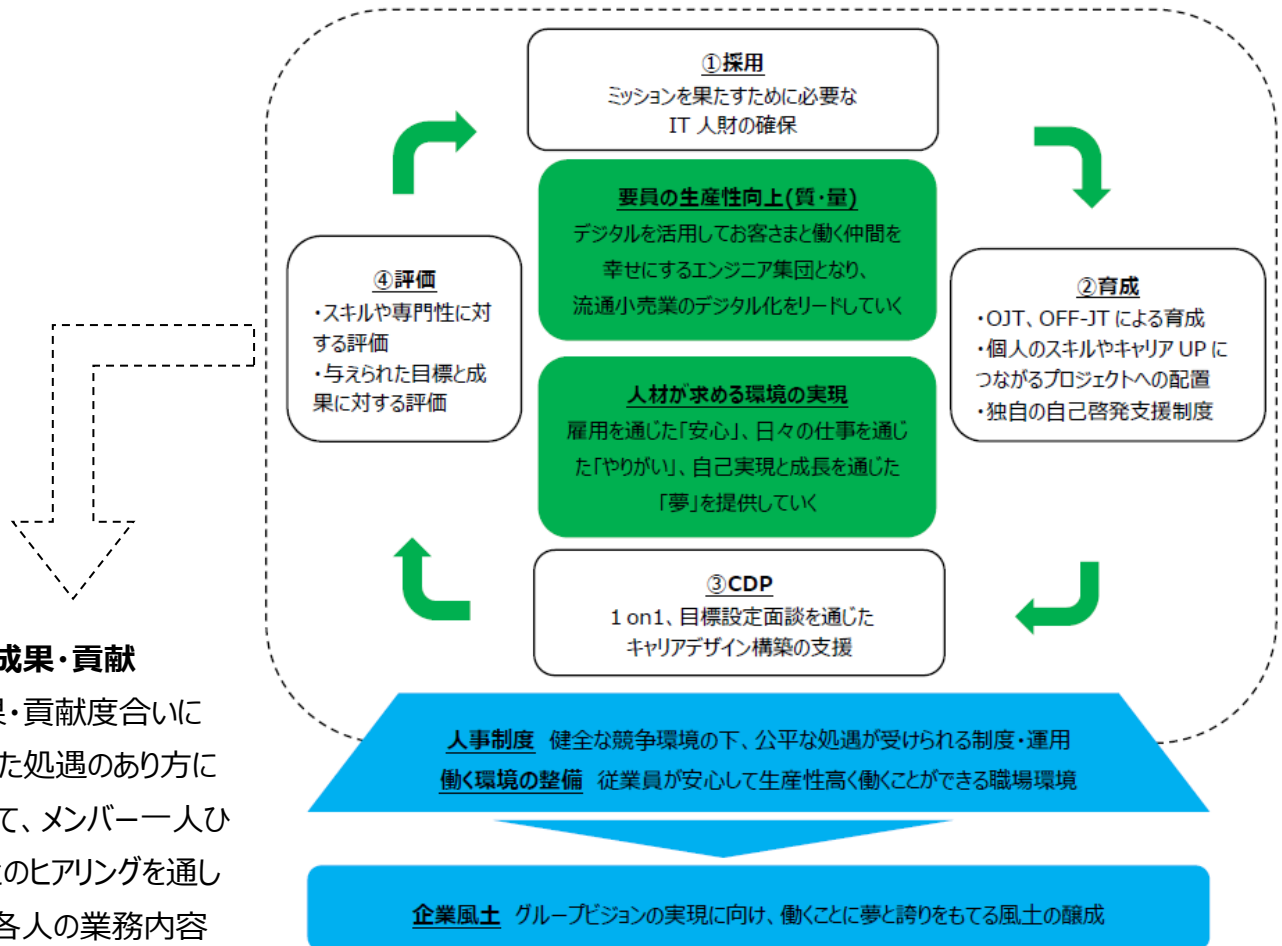 ①採用
ミッションを果たすために必要な
IT 人財の確保
要員の生産性向上(質・量)
デジタルを活用してお客さまと働く仲間を
幸せにするエンジニア集団となり、
流通小売業のデジタル化をリードしていく
④評価
・スキルや専門性に対
する評価
・与えられた目標と成
果に対する評価
②育成
・OJT、OFF-JT による育成
・個人のスキルやキャリア UP に
つながるプロジェクトへの配置
・独自の自己啓発支援制度
人材が求める環境の実現
雇用を通じた「安心」、日々の仕事を通じ
た「やりがい」、自己実現と成長を通じた
「夢」を提供していく
③CDP
1 on1、目標設定面談を通じた
キャリアデザイン構築の支援
成果・貢献
・貢献度合いに
た処遇のあり方に
て、メンバー一人ひ
のヒアリングを通し
各人の業務内容
人事制度 健全な競争環境の下、公平な処遇が受けられる制度・運用
働く環境の整備 従業員が安心して生産性高く働くことができる職場環境
企業風土 グループビジョンの実現に向け、働くことに夢と誇りをもてる風土の醸成